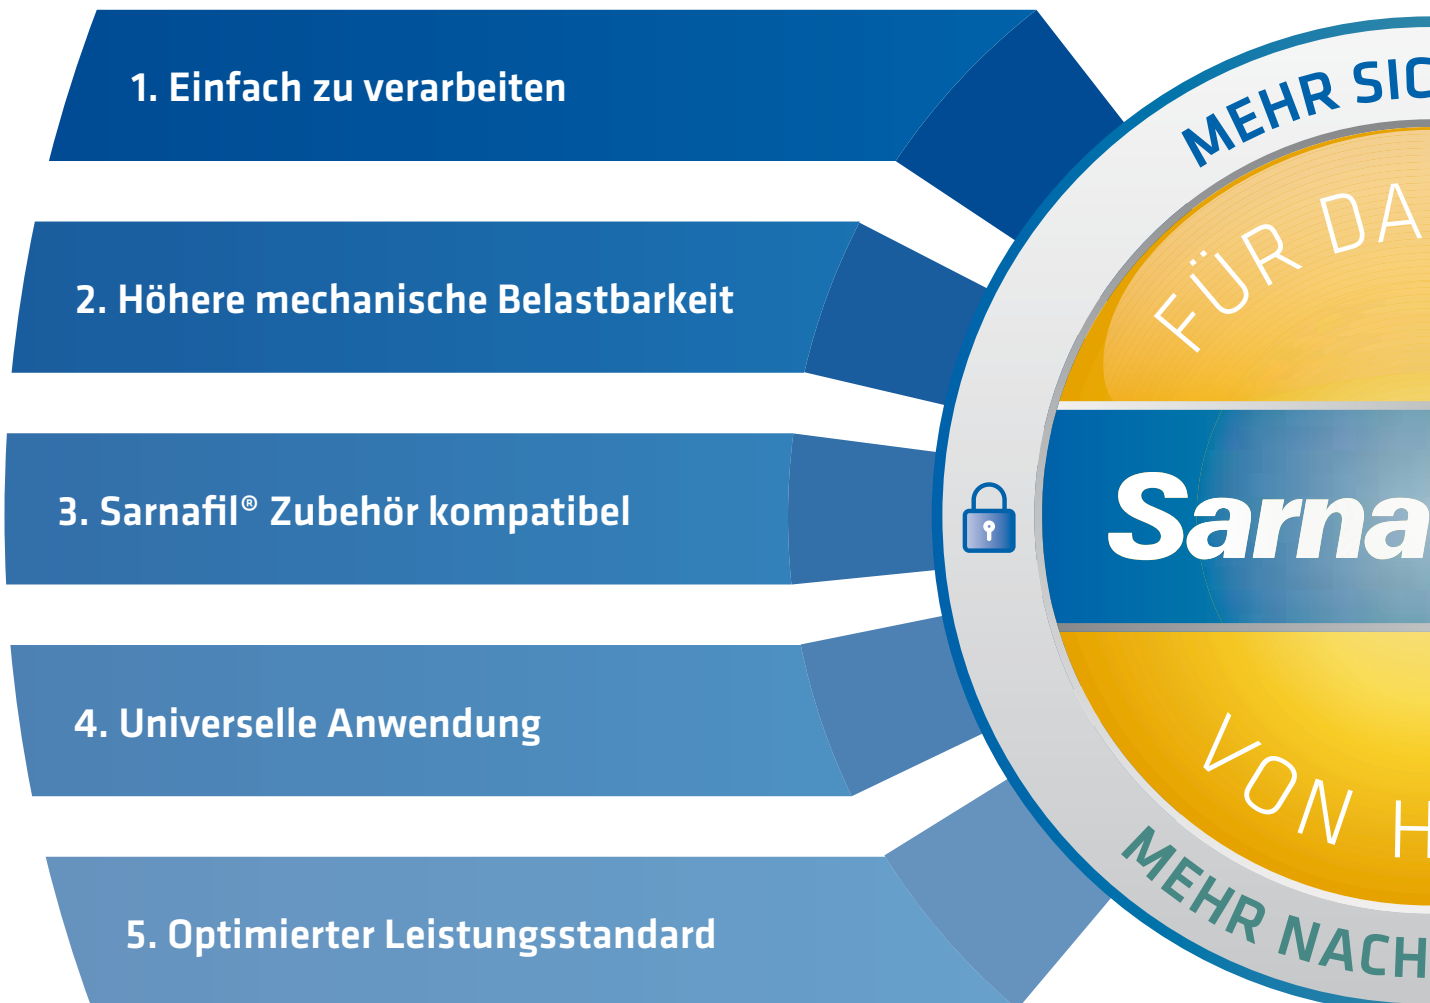 1. Einfach zu verarbeiten
2. Höhere mechanische Belastbarkeit
3. Sarnafil® Zubehör kompatibel
4. Universelle Anwendung
5. Optimierter Leistungsstandard
MEHR SIC
FÜR DA
Sarna
VON H
MEHR NACH